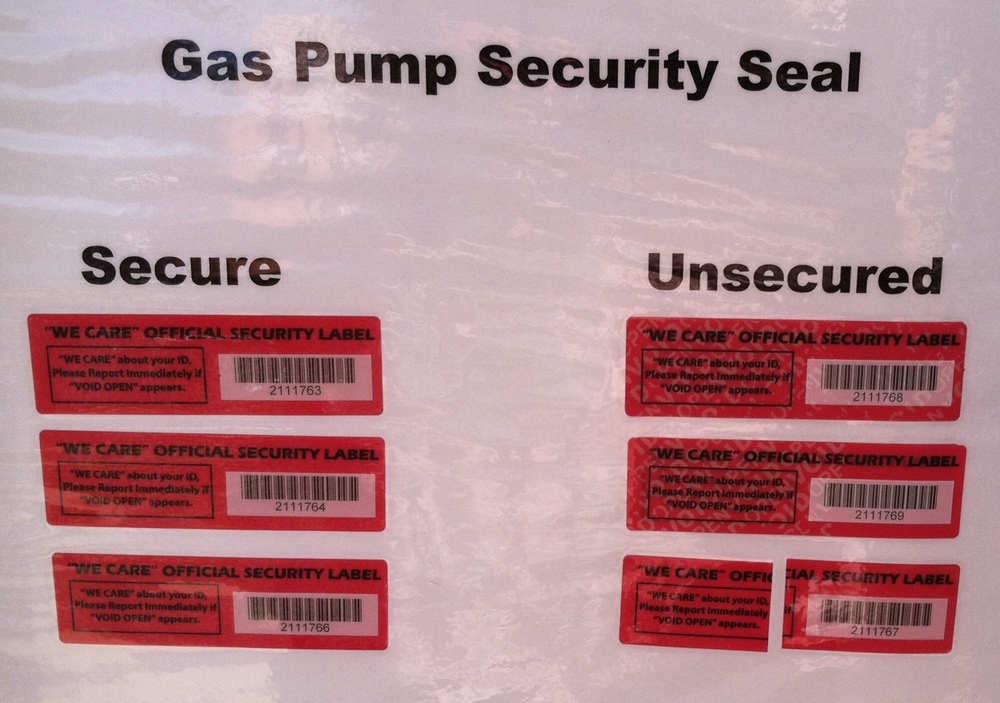 Gas Pump Security Seal
Secure
"WE CARE" OFFICIAL SECURITY LABEL
"WE CARE" about your ID,
Please Report Immediately if
"VOID OPEN" appears.
2111763
"WE CARE" OFFICIAL SECURITY LABEL
"WE CARE" about your ID,
Please Report Immediately if
"VOID OPEN" appears.
2111764
"WE CARE" OFFICIAL SECURITY LABEL
"WE CARE" about your ID,
Please Report Immediately if
"VOID OPEN" appears.
2111766
Unsecured
"WE CARE" OFFICIAL SECURITY LABEL
"WE CARE" about your ID,
Please Report Immediately if
"VOID OPEN" appears.
2111768
"WE CARE" OFFICIAL SECURITY LABEL
"WE CARE" about your ID,
Please Report Immediately if
"VOID OPEN" appears.
2111769
"WE CARE" OFFICIAL SECURITY LABEL
"WE CARE" about your ID,
Please Report Immediately if
"VOID OPEN" appears.
2111767